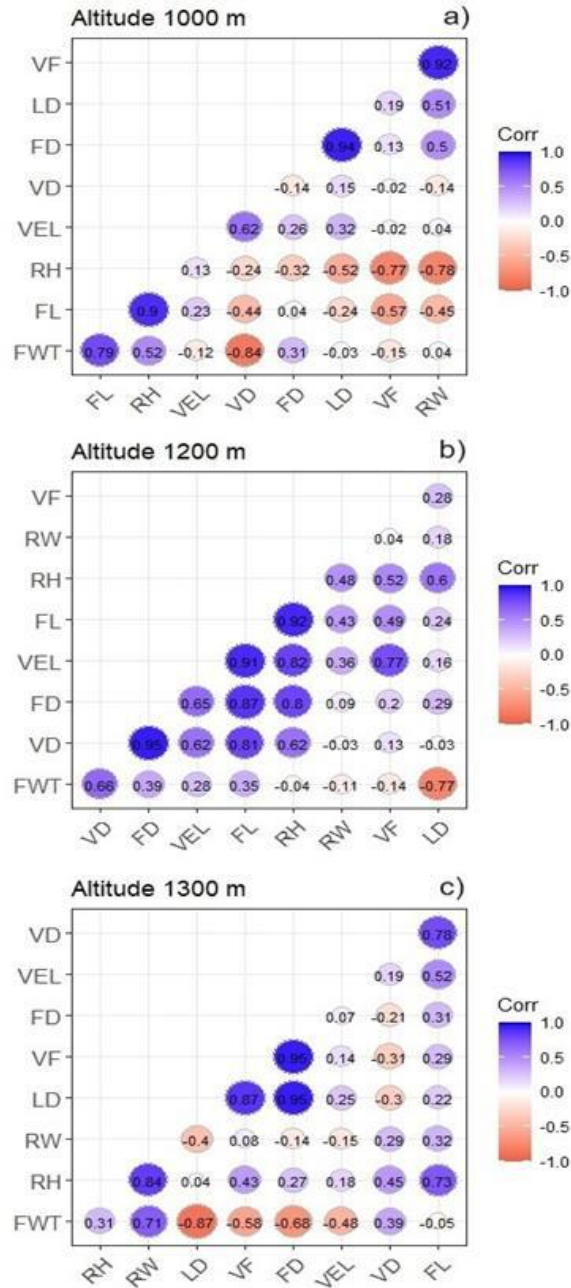 Altitude 1000 m a)
VF 0.92
LD 0.19 0.51
FD 0.94 0.13 0.5
VD -0.14 0.15 -0.02 -0.14
VEL 0.62 0.26 0.32 -0.02 0.04
RH 0.13 -0.24 -0.32 -0.52 -0.77 -0.78
FL 0.9 0.23 -0.44 0.04 -0.24 -0.57 -0.45
FWT 0.79 0.52 -0.12 -0.84 0.31 -0.03 -0.15 0.04
FL RH VEL VD FD LD VF RW
Corr
1.0
0.5
0.0
-0.5
-1.0
Altitude 1200 m b)
VF 0.28
RW 0.04 0.18
RH 0.48 0.52 0.6
FL 0.92 0.43 0.49 0.24
VEL 0.91 0.82 0.36 0.77 0.16
FD 0.65 0.87 0.8 0.09 0.2 0.29
VD 0.95 0.62 0.81 0.62 -0.03 0.13 -0.03
FWT 0.66 0.39 0.28 0.35 -0.04 -0.11 -0.14 -0.77
VD FD VEL FL RH RW VF LD
Corr
1.0
0.5
0.0
-0.5
-1.0
Altitude 1300 m c)
VD 0.78
VEL 0.19 0.52
FD 0.07 -0.21 0.31
VF 0.95 0.14 -0.31 0.29
LD 0.87 0.95 0.25 -0.3 0.22
RW -0.4 0.08 -0.14 -0.15 0.29 0.32
RH 0.84 0.04 0.43 0.27 0.18 0.45 0.73
FWT 0.31 0.71 -0.87 -0.58 -0.68 -0.48 0.39 -0.05
RH RW LD VF FD VEL VD FL
Corr
1.0
0.5
0.0
-0.5
-1.0